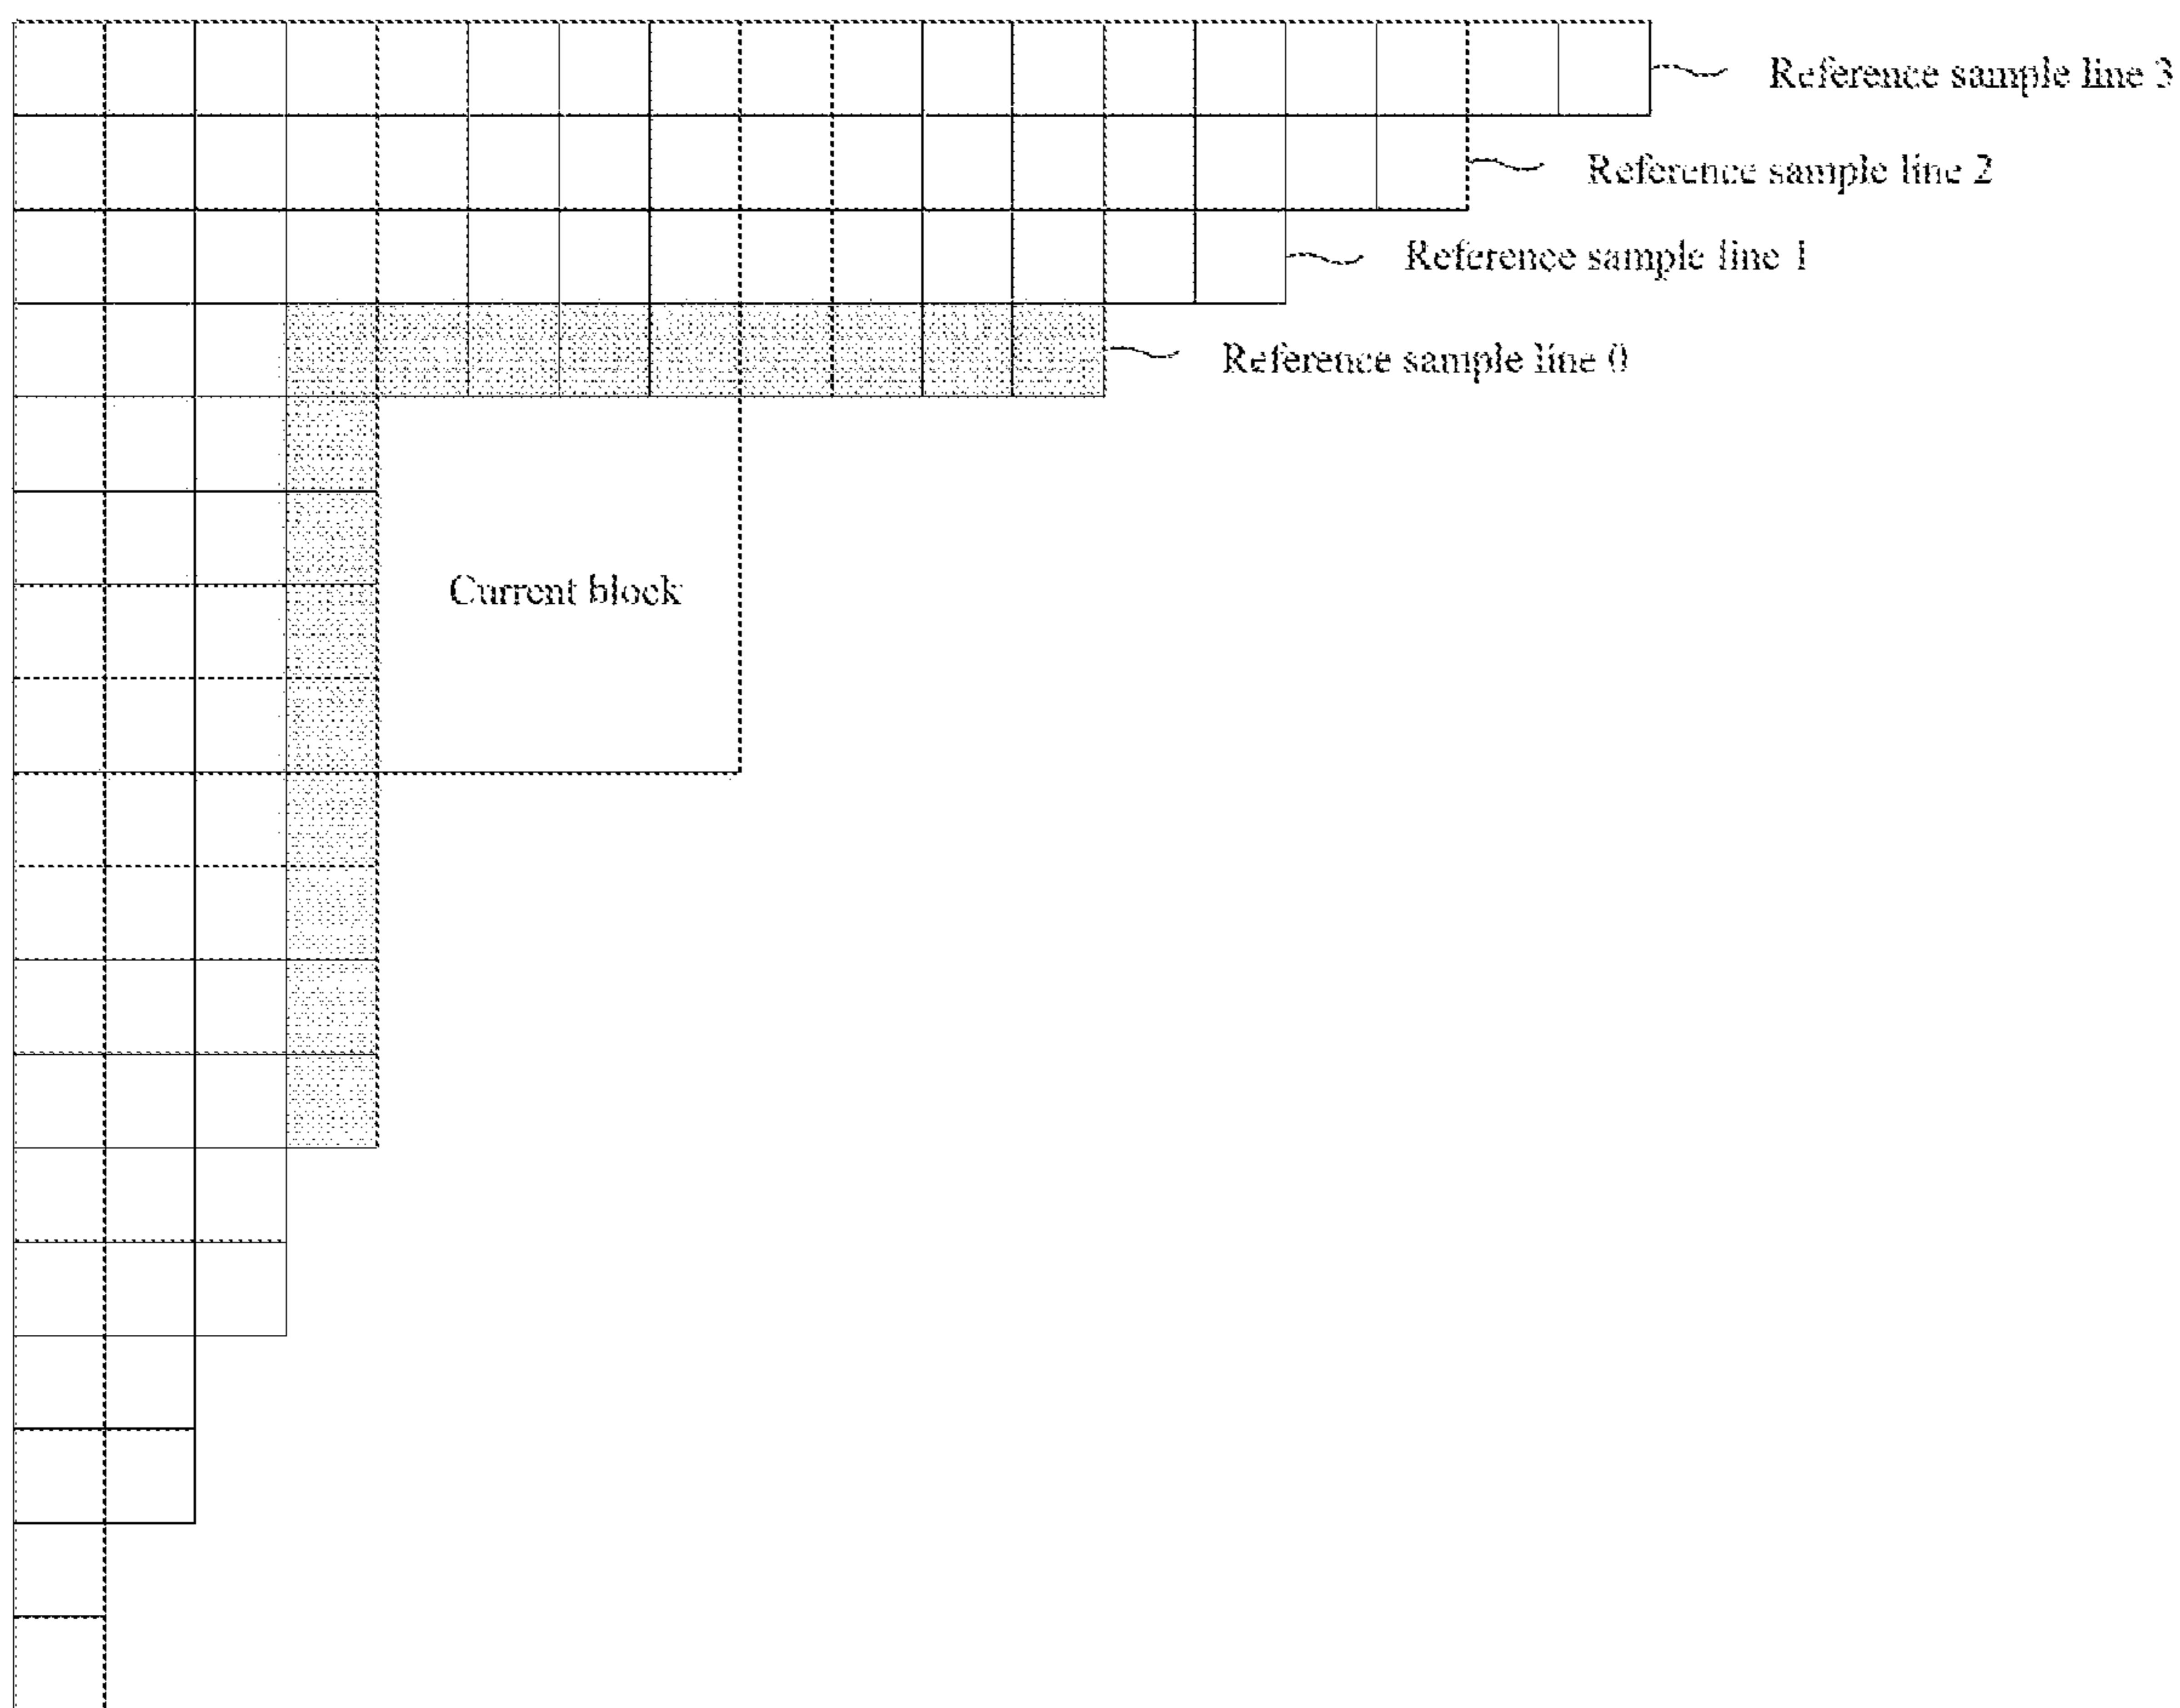 Reference sample line 3
Reference sample line 2
Reference sample line 1
Reference sample line 0
Current block